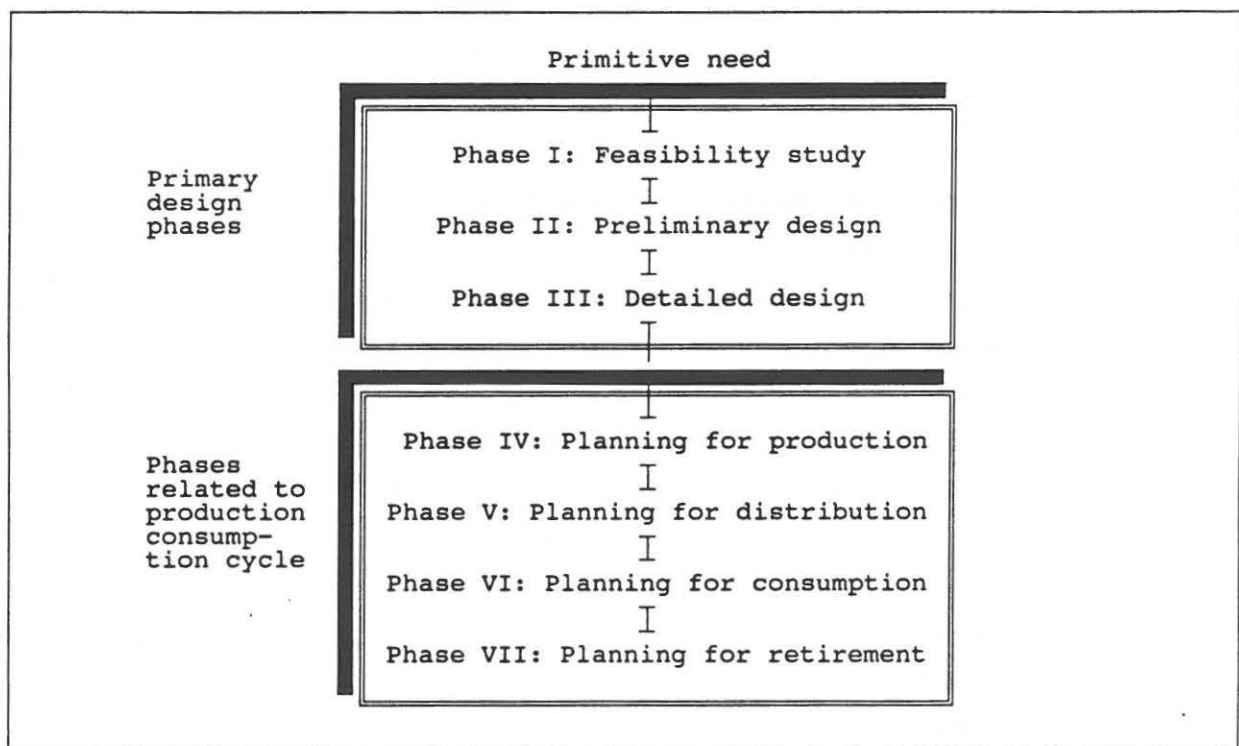 Primitive need
Primary
design
phases
Phase I: Feasibility study
Phase II: Preliminary design
Phase III: Detailed design
Phases
related to
production
consump-
tion cycle
Phase IV: Planning for production
Phase V: Planning for distribution
Phase VI: Planning for consumption
Phase VII: Planning for retirement